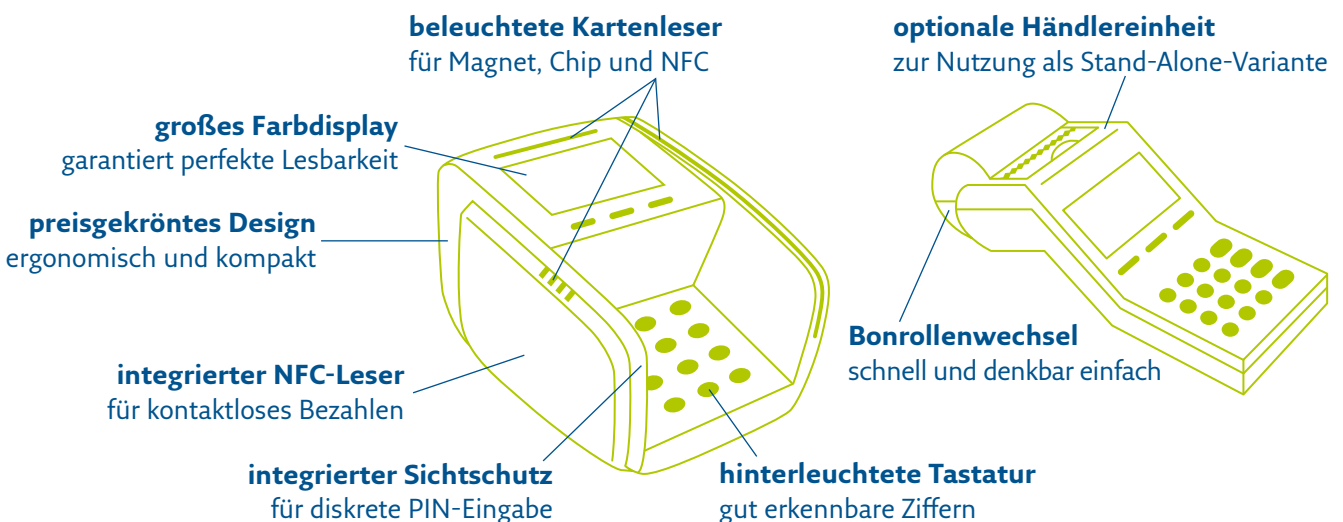 beleuchtete Kartenleser
für Magnet, Chip und NFC
optionale Händlereinheit
zur Nutzung als Stand-Alone-Variante
großes Farbdisplay
garantiert perfekte Lesbarkeit
preisgekröntes Design
ergonomisch und kompakt
Bonrollenwechsel
schnell und denkbar einfach
integrierter NFC-Leser
für kontaktloses Bezahlen
integrierter Sichtschutz
für diskrete PIN-Eingabe
hinterleuchtete Tastatur
gut erkennbare Ziffern